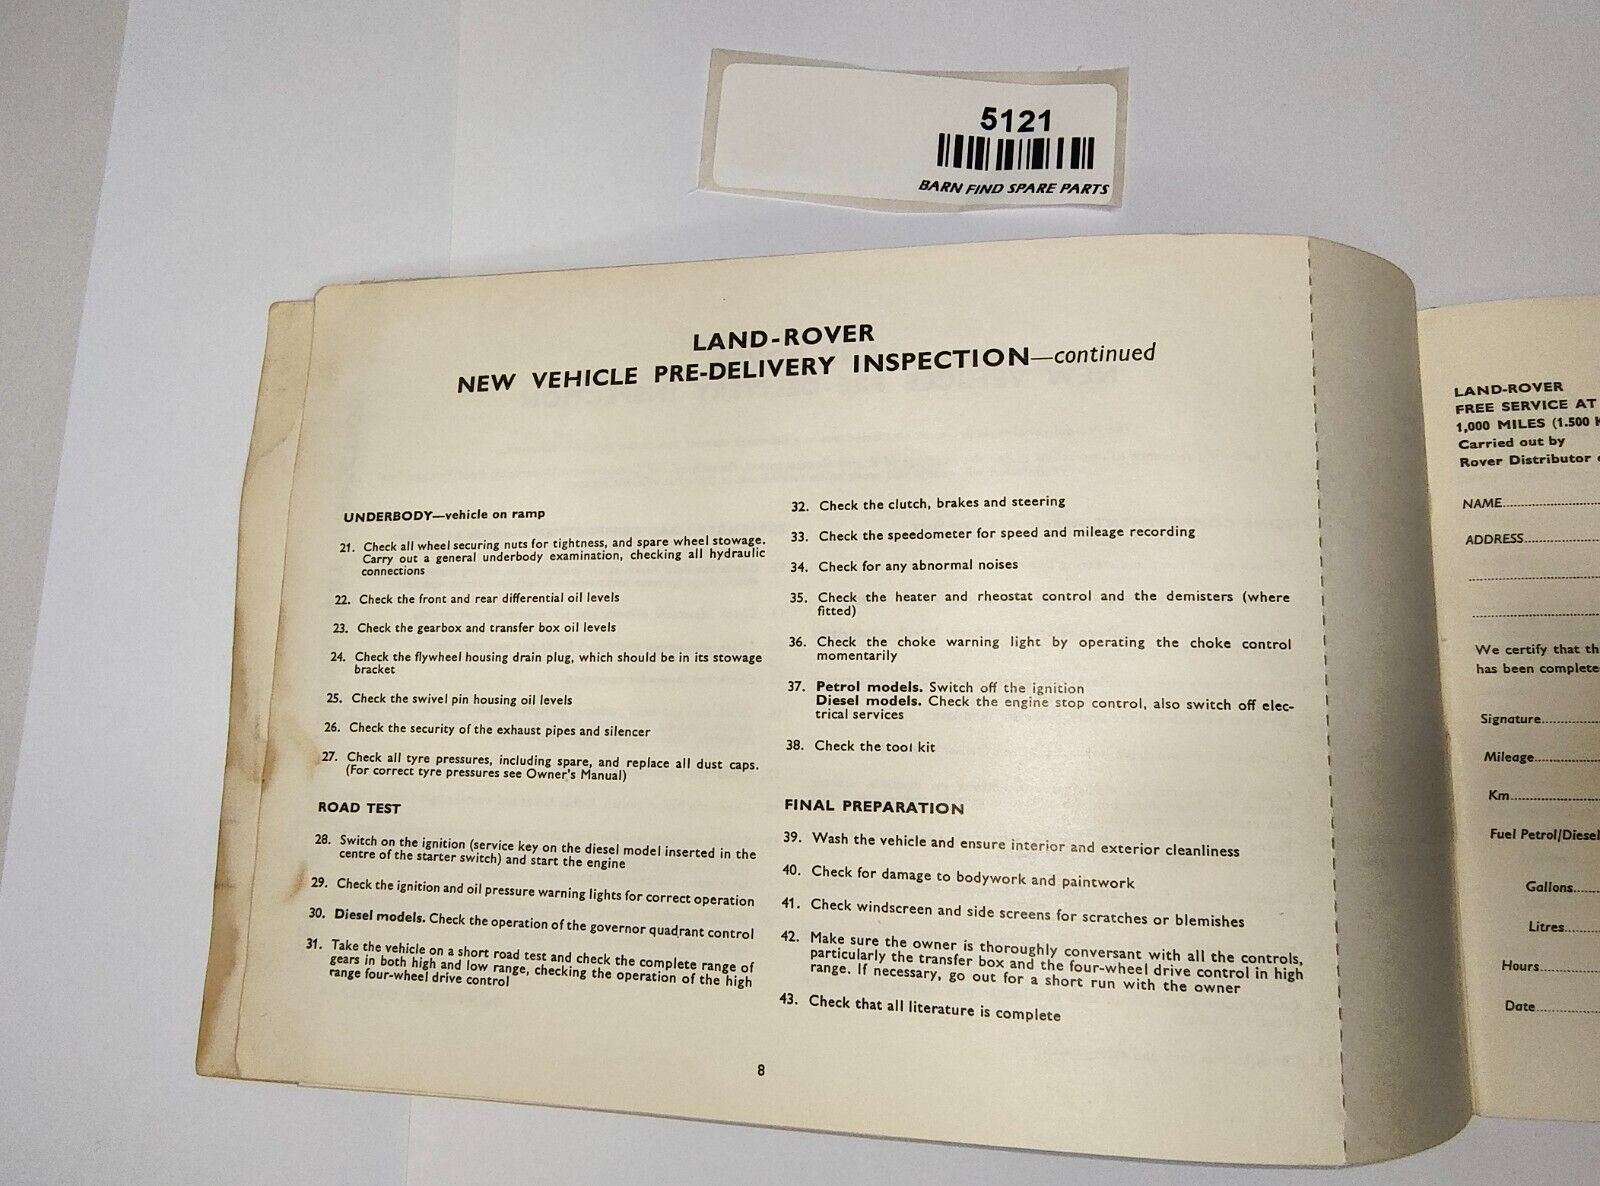 5121
BARN FIND SPARE PARTS
LAND-ROVER
NEW VEHICLE PRE-DELIVERY INSPECTION—continued
UNDERBODY—vehicle on ramp
21. Check all wheel securing nuts for tightness, and spare wheel stowage.
Carry out a general underbody examination, checking all hydraulic
connections
22. Check the front and rear differential oil levels
23. Check the gearbox and transfer box oil levels
24. Check the flywheel housing drain plug, which should be in its stowage
bracket
25. Check the swivel pin housing oil levels
26. Check the security of the exhaust pipes and silencer
27. Check all tyre pressures, including spare, and replace all dust caps.
(For correct tyre pressures see Owner's Manual)
ROAD TEST
28. Switch on the ignition (service key on the diesel model inserted in the
centre of the starter switch) and start the engine
29. Check the ignition and oil pressure warning lights for correct operation
30. Diesel models. Check the operation of the governor quadrant control
31. Take the vehicle on a short road test and check the complete range of
gears in both high and low range, checking the operation of the high
range four-wheel drive control
32. Check the clutch, brakes and steering
33. Check the speedometer for speed and mileage recording
34. Check for any abnormal noises
35. Check the heater and rheostat control and the demisters (where
fitted)
36. Check the choke warning light by operating the choke control
momentarily
37. Petrol models. Switch off the ignition
Diesel models. Check the engine stop control, also switch off elec-
trical services
38. Check the tool kit
FINAL PREPARATION
39. Wash the vehicle and ensure interior and exterior cleanliness
40. Check for damage to bodywork and paintwork
41. Check windscreen and side screens for scratches or blemishes
42. Make sure the owner is thoroughly conversant with all the controls,
particularly the transfer box and the four-wheel drive control in high
range. If necessary, go out for a short run with the owner
43. Check that all literature is complete
8
LAND-ROVER
FREE SERVICE AT
1,000 MILES (1.500
Carried out by
Rover Distributor
NAME
ADDRESS
We certify that
has been
Signature
Mileage
Km
Fuel Petrol/Diesel
Gallons
Litres
Hours
Date